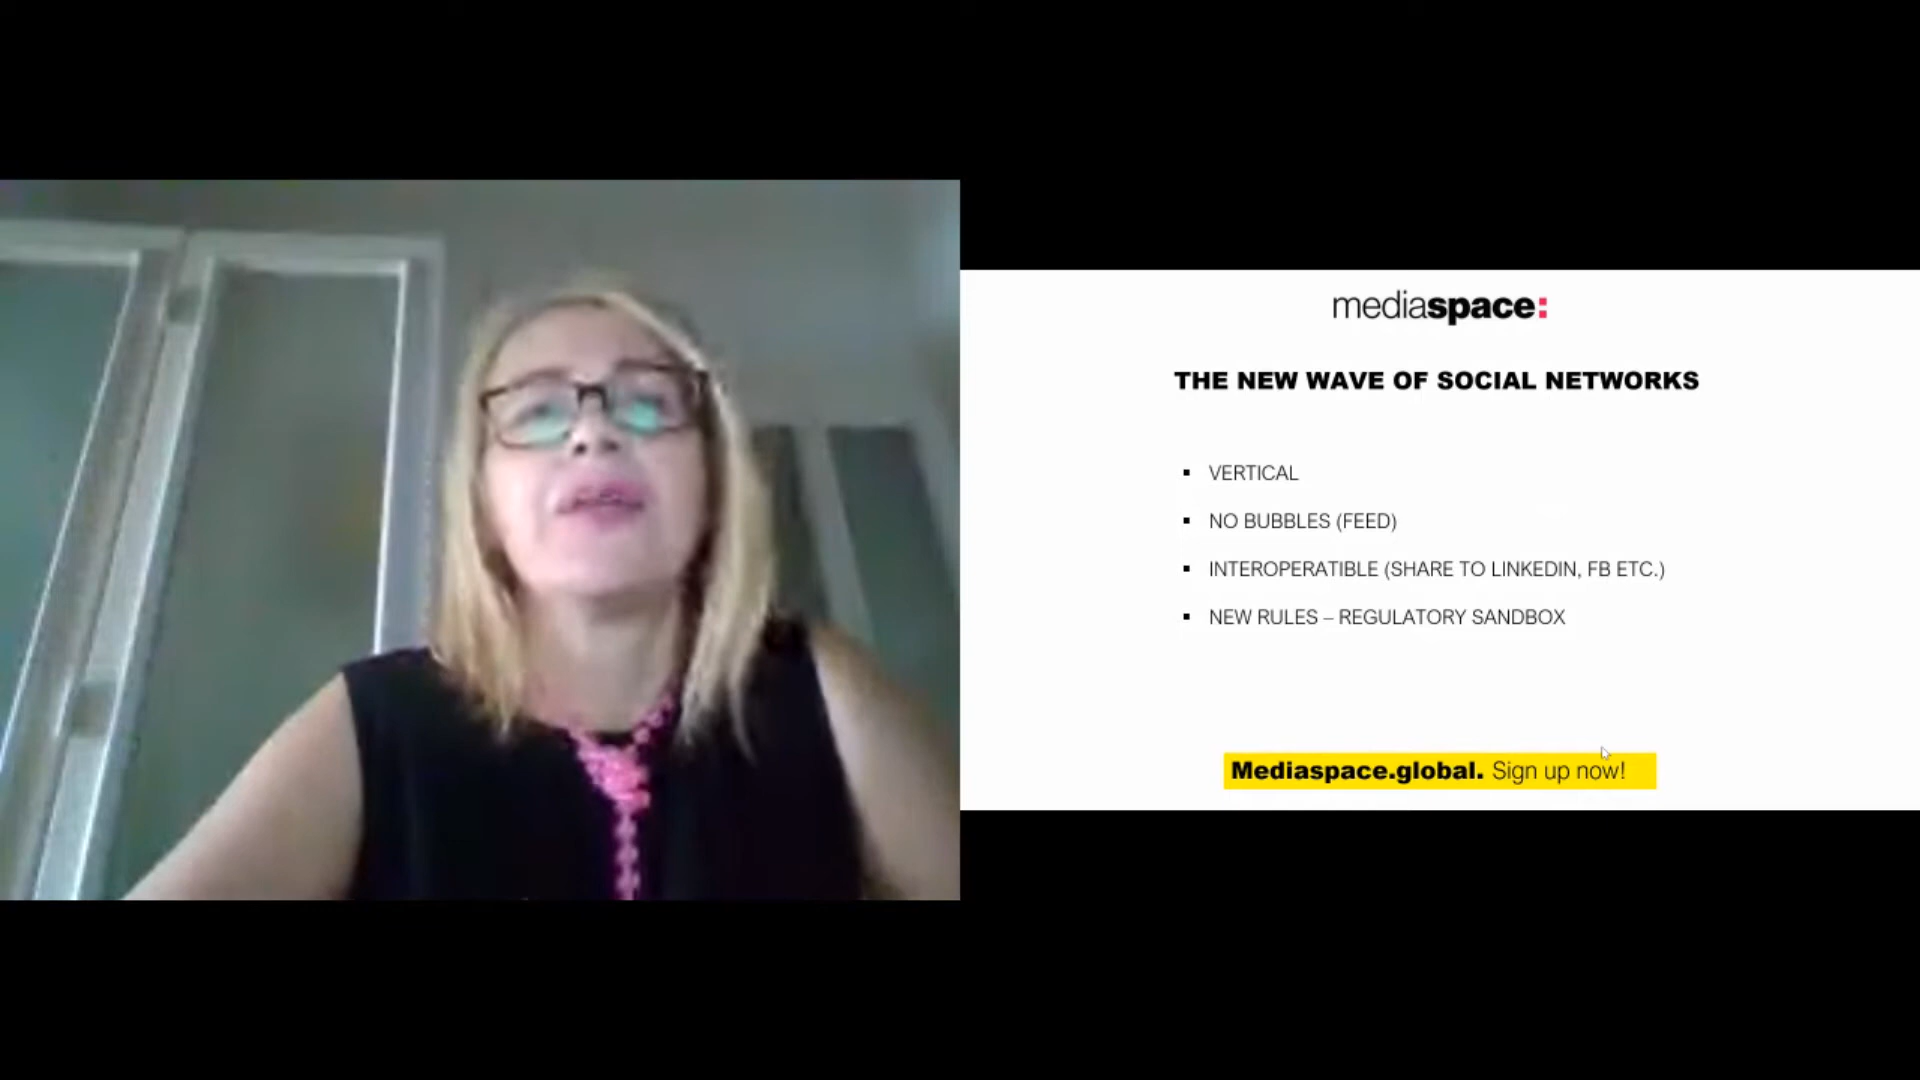 mediaspace:
THE NEW WAVE OF SOCIAL NETWORKS
▪ VERTICAL
▪ NO BUBBLES (FEED)
▪ INTEROPERATIBLE (SHARE TO LINKEDIN, FB ETC.)
▪ NEW RULES – REGULATORY SANDBOX
Mediaspace.global. Sign up now!